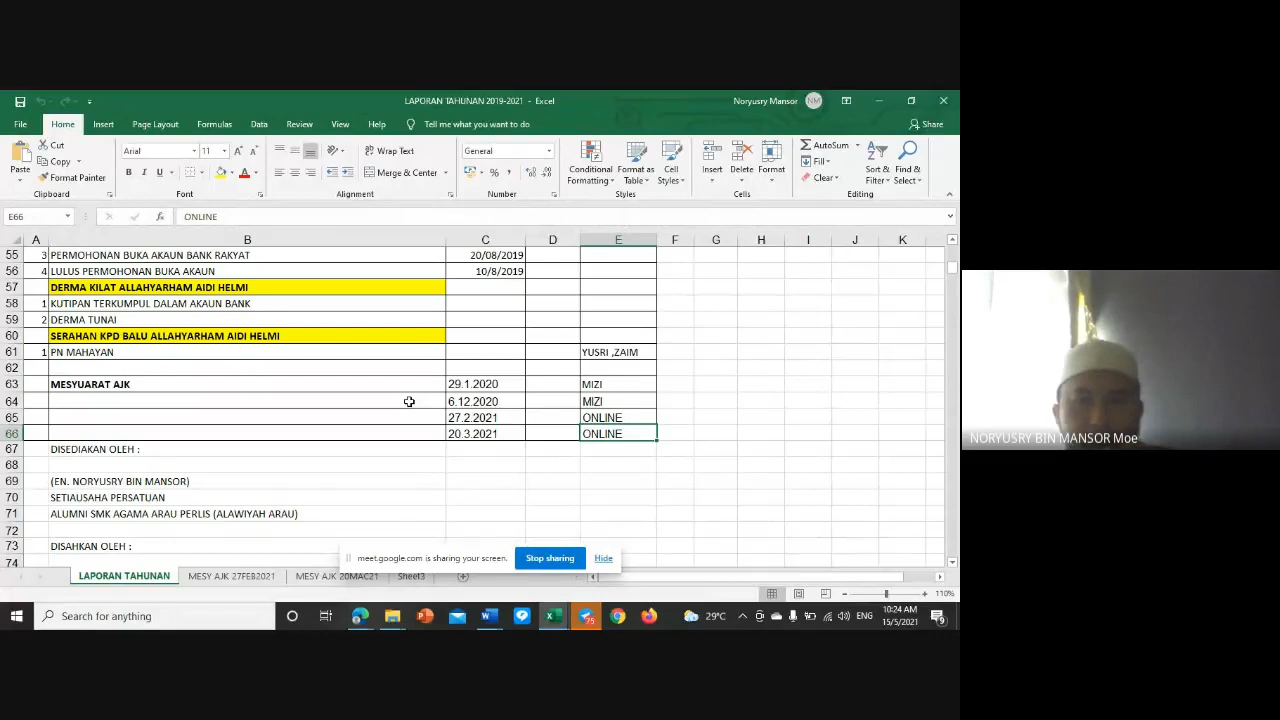 LAPORAN TAHUNAN 2019-2021 - Excel
Noryusry Mansor NM
File Home Insert Page Layout Formulas Data Review View Help Tell me what you want to do Share
Paste Cut Copy Format Painter Clipboard
Arial 11 A A B I U A Font
Wrap Text Merge & Center Alignment
General % , Number
Conditional Formatting Format as Table Cell Styles Styles
Insert Delete Format Cells
AutoSum Fill Clear Sort & Filter Find & Select Editing
E66 fx ONLINE
A B C D E F G H I J K
55 3 PERMOHONAN BUKA AKAUN BANK RAKYAT 20/08/2019
56 4 LULUS PERMOHONAN BUKA AKAUN 10/8/2019
57 DERMA KILAT ALLAHYARHAM AIDI HELMI
58 1 KUTIPAN TERKUMPUL DALAM AKAUN BANK
59 2 DERMA TUNAI
60 SERAHAN KPD BALU ALLAHYARHAM AIDI HELMI
61 1 PN MAHAYAN YUSRI ,ZAIM
62
63 MESYUARAT AJK 29.1.2020 MIZI
64 6.12.2020 MIZI
65 27.2.2021 ONLINE
66 20.3.2021 ONLINE
67 DISEDIAKAN OLEH :
68
69 (EN. NORYUSRY BIN MANSOR)
70 SETIAUSAHA PERSATUAN
71 ALUMNI SMK AGAMA ARAU PERLIS (ALAWIYAH ARAU)
72
73 DISAHKAN OLEH :
74
meet.google.com is sharing your screen. Stop sharing Hide
LAPORAN TAHUNAN MESY AJK 27FEB2021 MESY AJK 20MAC21 Sheet3
110%
Search for anything
75
29°C ENG
10:24 AM
15/5/2021
9
NORYUSRY BIN MANSOR Moe